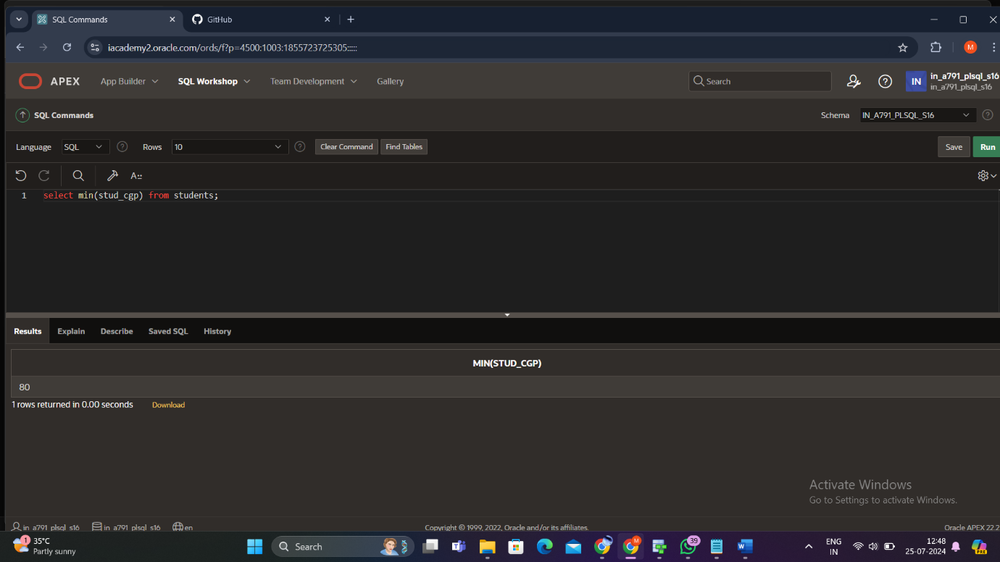 SQL Commands
GitHub
iacademy2.oracle.com/ords/f?p=4500:1003:1855723725305:::::
M
APEX
App Builder
SQL Workshop
Team Development
Gallery
Search
IN
in_a791_plsql_s16
in_a791_plsql_s16
SQL Commands
Schema
IN_A791_PLSQL_S16
Language
SQL
Rows
10
Clear Command
Find Tables
Save
Run
A::
1 select min(stud_cgp) from students;
Results
Explain
Describe
Saved SQL
History
MIN(STUD_CGP)
80
1 rows returned in 0.00 seconds
Download
Activate Windows
Go to Settings to activate Windows.
in_a791_plsql_s16
in_a791_plsql_s16
en
Copyright © 1999, 2022, Oracle and/or its affiliates.
Oracle APEX 22.2
1
35°C
Partly sunny
Search
M
39
ENG
IN
12:48
25-07-2024
PRE